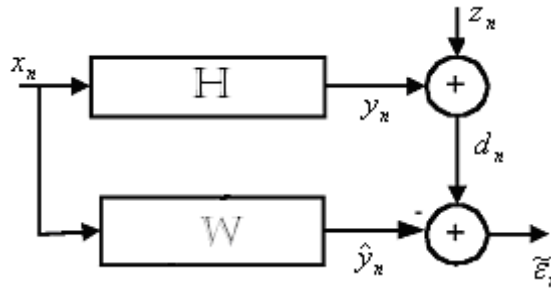 z_n
x_n
H
+
y_n
d_n
W
-
+
ŷ_n
ε̃